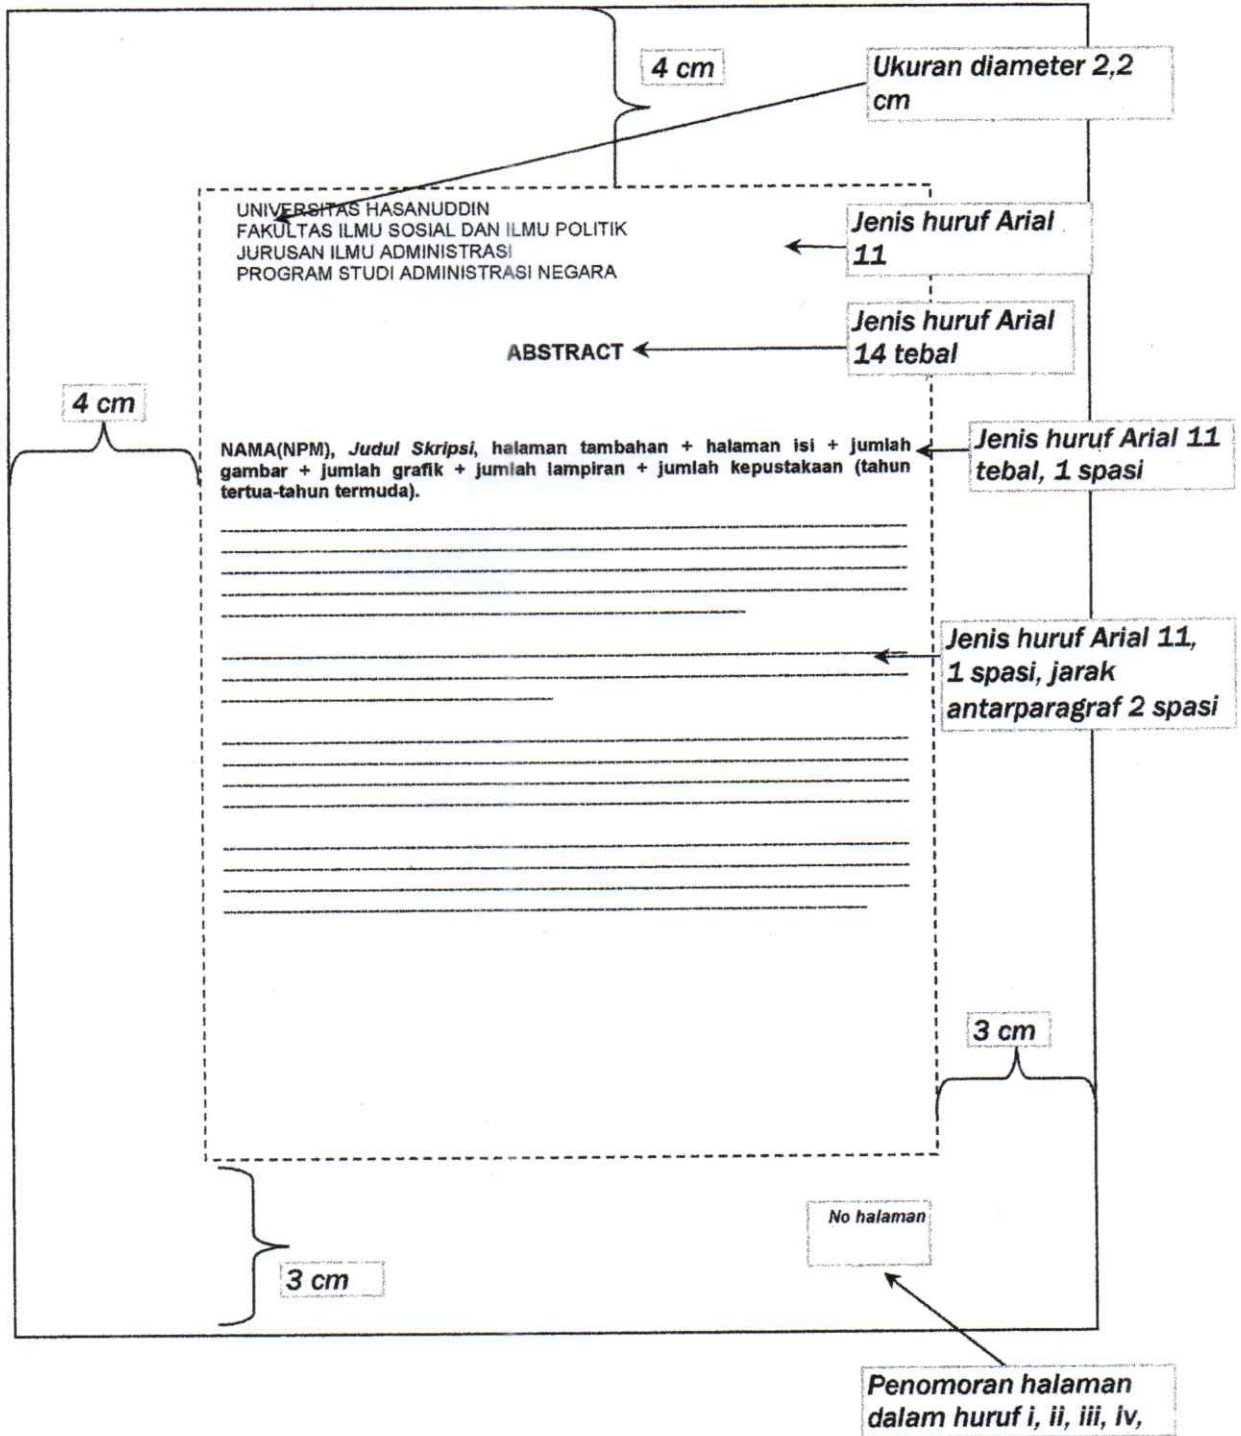 4 cm
Ukuran diameter 2,2
cm
UNIVERSITAS HASANUDDIN
FAKULTAS ILMU SOSIAL DAN ILMU POLITIK
JURUSAN ILMU ADMINISTRASI
PROGRAM STUDI ADMINISTRASI NEGARA
Jenis huruf Arial
11
ABSTRACT
Jenis huruf Arial
14 tebal
4 cm
NAMA(NPM), Judul Skripsi, halaman tambahan + halaman isi + jumlah
gambar + jumlah grafik + jumlah lampiran + jumlah kepustakaan (tahun
tertua-tahun termuda).
Jenis huruf Arial 11
tebal, 1 spasi
Jenis huruf Arial 11,
1 spasi, jarak
antarparagraf 2 spasi
3 cm
No halaman
3 cm
Penomoran halaman
dalam huruf i, ii, iii, iv,